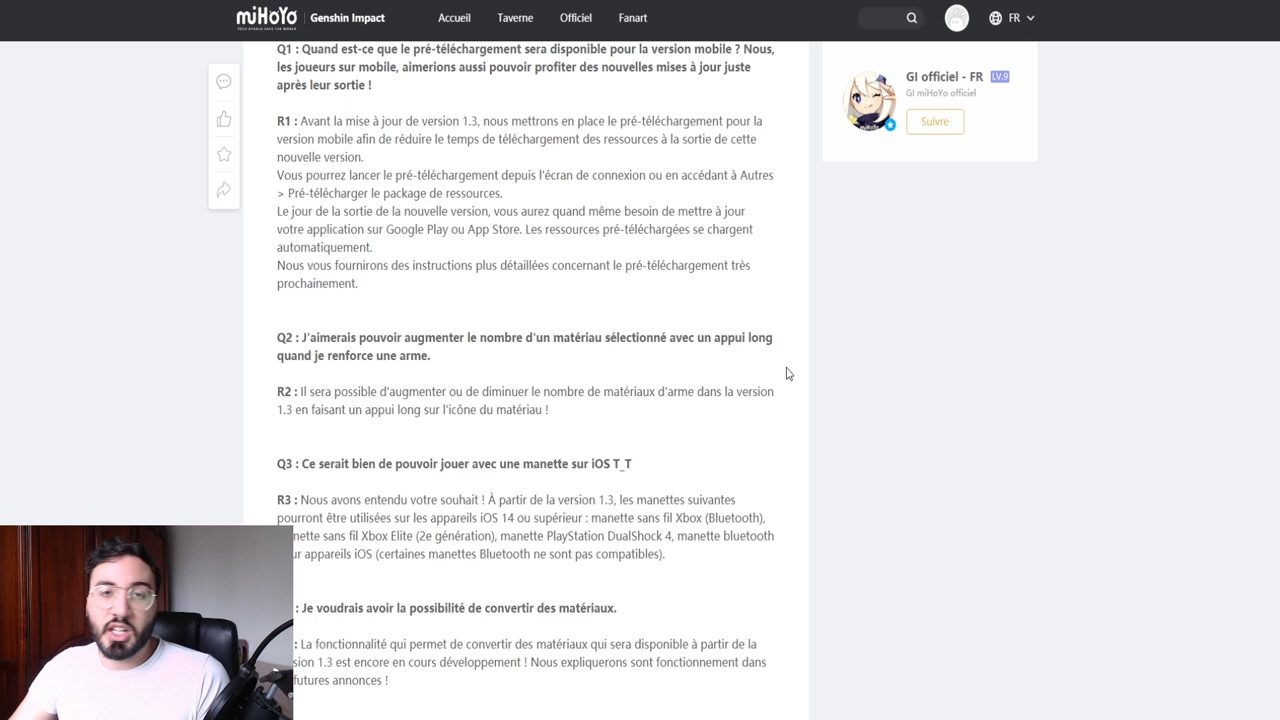 miHoYo
TECH OTAKUS SAVE THE WORLD
Genshin Impact
Accueil
Taverne
Officiel
Fanart
FR
Q1 : Quand est-ce que le pré-téléchargement sera disponible pour la version mobile ? Nous,
les joueurs sur mobile, aimerions aussi pouvoir profiter des nouvelles mises à jour juste
après leur sortie !
R1 : Avant la mise à jour de version 1.3, nous mettrons en place le pré-téléchargement pour la
version mobile afin de réduire le temps de téléchargement des ressources à la sortie de cette
nouvelle version.
Vous pourrez lancer le pré-téléchargement depuis l'écran de connexion ou en accédant à Autres
> Pré-télécharger le package de ressources.
Le jour de la sortie de la nouvelle version, vous aurez quand même besoin de mettre à jour
votre application sur Google Play ou App Store. Les ressources pré-téléchargées se chargent
automatiquement.
Nous vous fournirons des instructions plus détaillées concernant le pré-téléchargement très
prochainement.
Q2 : J'aimerais pouvoir augmenter le nombre d'un matériau sélectionné avec un appui long
quand je renforce une arme.
R2 : Il sera possible d'augmenter ou de diminuer le nombre de matériaux d'arme dans la version
1.3 en faisant un appui long sur l'icône du matériau !
Q3 : Ce serait bien de pouvoir jouer avec une manette sur iOS T_T
R3 : Nous avons entendu votre souhait ! À partir de la version 1.3, les manettes suivantes
pourront être utilisées sur les appareils iOS 14 ou supérieur : manette sans fil Xbox (Bluetooth),
nette sans fil Xbox Elite (2e génération), manette PlayStation DualShock 4, manette bluetooth
ur appareils iOS (certaines manettes Bluetooth ne sont pas compatibles).
: Je voudrais avoir la possibilité de convertir des matériaux.
: La fonctionnalité qui permet de convertir des matériaux qui sera disponible à partir de la
sion 1.3 est encore en cours développement ! Nous expliquerons sont fonctionnement dans
futures annonces !
GI officiel - FR LV.9
GI miHoYo officiel
Suivre
miHoYo